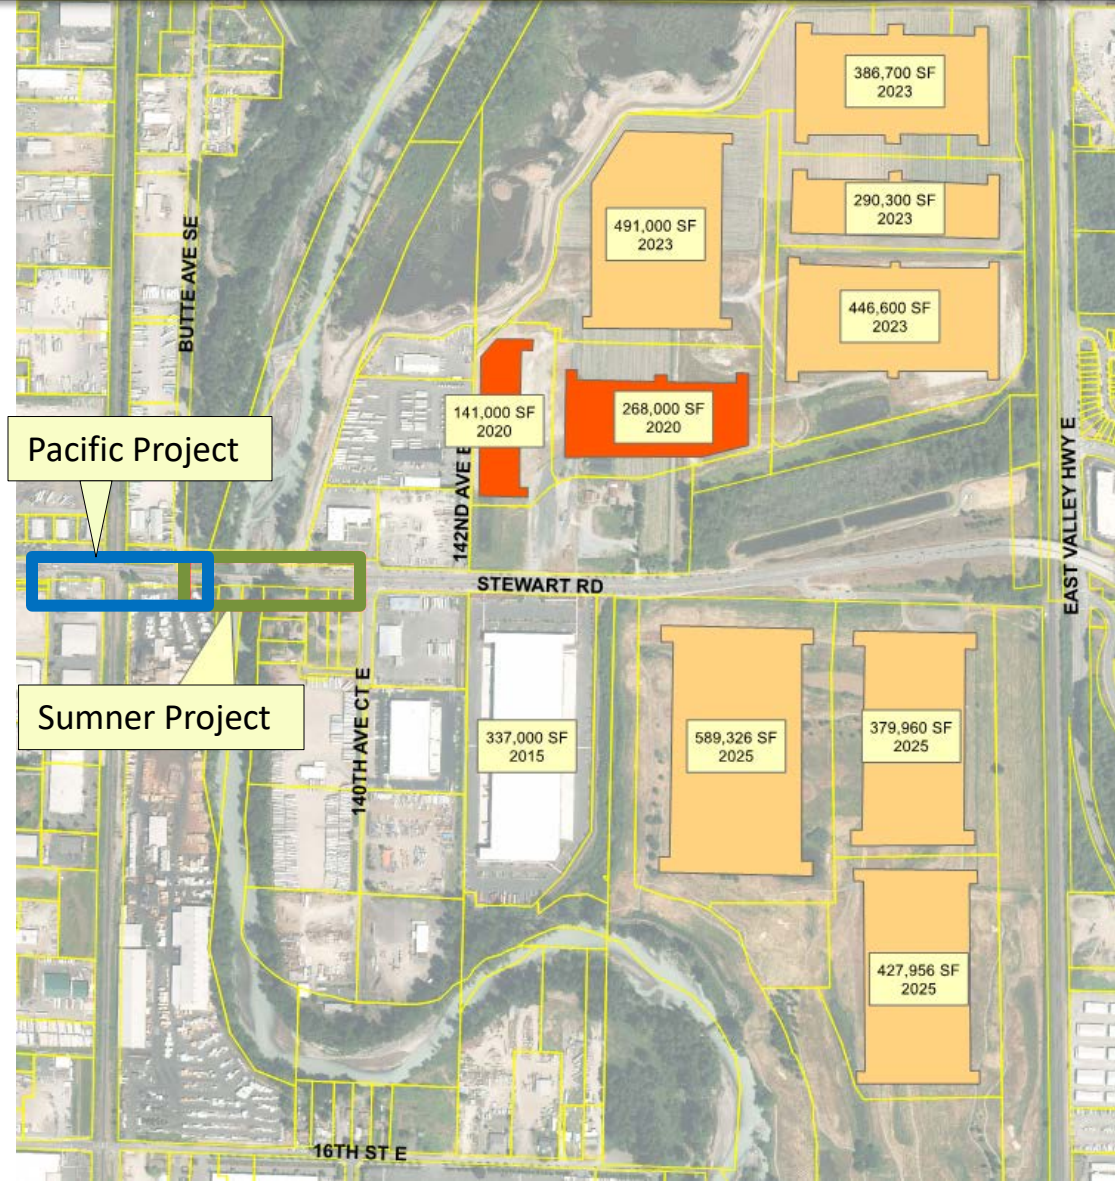 386,700 SF
2023
290,300 SF
2023
491,000 SF
2023
446,600 SF
2023
BUTTE AVE SE
141,000 SF
2020
268,000 SF
2020
Pacific Project
142ND AVE E
EAST VALLEY HWY E
STEWART RD
Sumner Project
140TH AVE CT E
337,000 SF
2015
589,326 SF
2025
379,960 SF
2025
427,956 SF
2025
16TH ST E